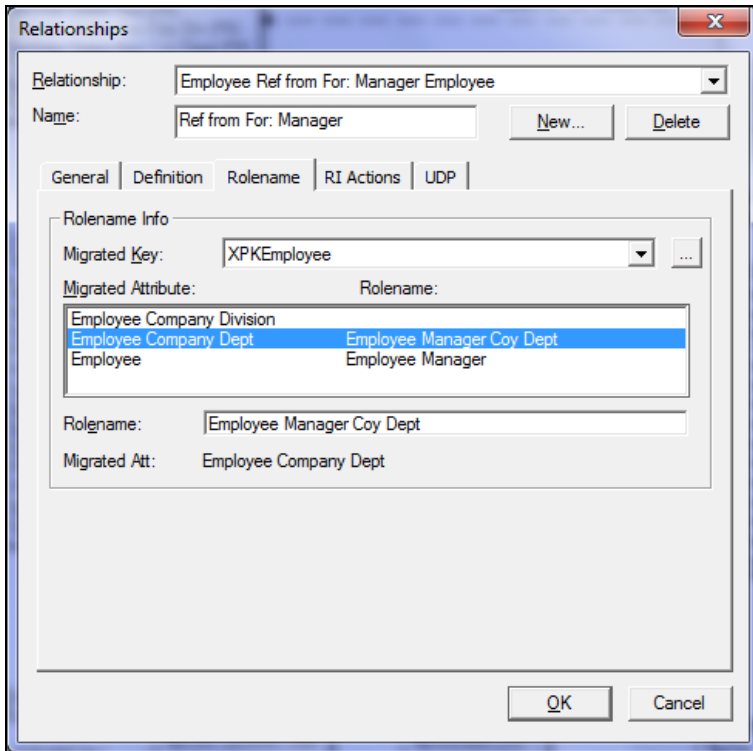 Relationships
Relationship: Employee Ref from For: Manager Employee
Name: Ref from For: Manager New... Delete
General Definition Rolename RI Actions UDP
Rolename Info
Migrated Key: XPKEmployee ...
Migrated Attribute: Rolename:
Employee Company Division
Employee Company Dept Employee Manager Coy Dept
Employee Employee Manager
Rolename: Employee Manager Coy Dept
Migrated Att: Employee Company Dept
OK Cancel